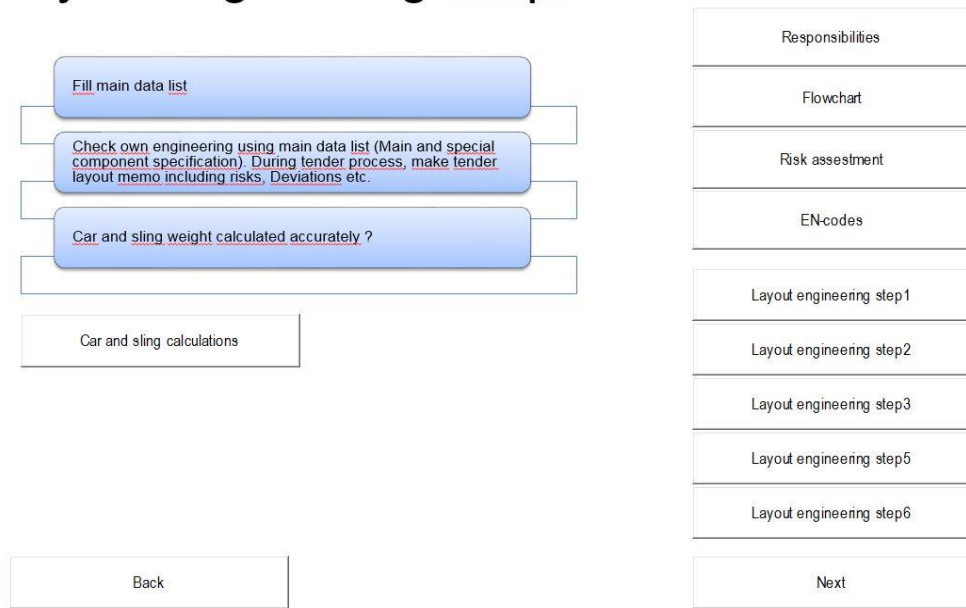 Fill main data list
Check own engineering using main data list (Main and special
component specification). During tender process, make tender
layout memo including risks, Deviations etc.
Car and sling weight calculated accurately ?
Car and sling calculations
Back
Responsibilities
Flowchart
Risk assestment
EN-codes
Layout engineering step1
Layout engineering step2
Layout engineering step3
Layout engineering step5
Layout engineering step6
Next